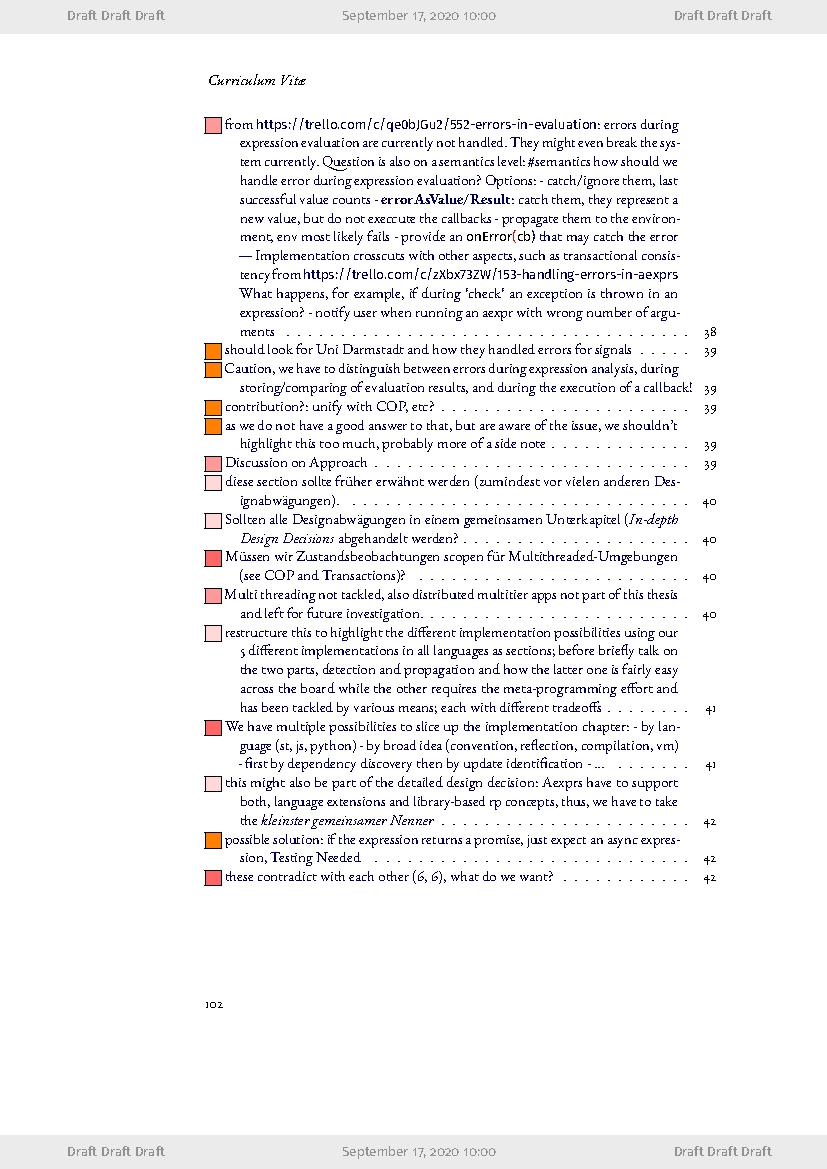 Draft Draft Draft September 17, 2020 10:00 Draft Draft Draft
Curriculum Vitæ
from https://trello.com/c/qe0bJGu2/552-errors-in-evaluation: errors during
expression evaluation are currently not handled. They might even break the sys-
tem currently. Question is also on a semantics level: #semantics how should we
handle error during expression evaluation? Options: - catch/ignore them, last
successful value counts - errorAsValue/Result: catch them, they represent a
new value, but do not execcute the callbacks - propagate them to the environ-
ment, env most likely fails - provide an onError(cb) that may catch the error
— Implementation crosscuts with other aspects, such as transactional consis-
tency from https://trello.com/c/zXbx73ZW/153-handling-errors-in-aexprs
What happens, for example, if during 'check' an exception is thrown in an
expression? - notify user when running an aexpr with wrong number of argu-
ments . . . . . . . . . . . . . . . . . . . . . . . . . . . . . . . . . . . . . . . . . . . . . 38
should look for Uni Darmstadt and how they handled errors for signals . . . . . 39
Caution, we have to distinguish between errors during expression analysis, during
storing/comparing of evaluation results, and during the execution of a callback! 39
contribution?: unify with COP, etc? . . . . . . . . . . . . . . . . . . . . . . . . . . . . 39
as we do not have a good answer to that, but are aware of the issue, we shouldn't
highlight this too much, probably more of a side note . . . . . . . . . . . . . . . . 39
Discussion on Approach . . . . . . . . . . . . . . . . . . . . . . . . . . . . . . . . . . . 39
diese section sollte früher erwähnt werden (zumindest vor vielen anderen Des-
ignabwägungen). . . . . . . . . . . . . . . . . . . . . . . . . . . . . . . . . . . . . . . 40
Sollten alle Designabwägungen in einem gemeinsamen Unterkapitel (In-depth
Design Decisions abgehandelt werden? . . . . . . . . . . . . . . . . . . . . . . . . . 40
Müssen wir Zustandsbeobachtungen scopen für Multithreaded-Umgebungen
(see COP and Transactions)? . . . . . . . . . . . . . . . . . . . . . . . . . . . . . . 40
Multi threading not tackled, also distributed multitier apps not part of this thesis
and left for future investigation. . . . . . . . . . . . . . . . . . . . . . . . . . . . . . 40
restructure this to highlight the different implementation possibilities using our
5 different implementations in all languages as sections; before briefly talk on
the two parts, detection and propagation and how the latter one is fairly easy
across the board while the other requires the meta-programming effort and
has been tackled by various means; each with different tradeoffs . . . . . . . . . 41
We have multiple possibilities to slice up the implementation chapter: - by lan-
guage (st, js, python) - by broad idea (convention, reflection, compilation, vm)
- first by dependency discovery then by update identification - ... . . . . . . . . 41
this might also be part of the detailed design decision: Aexprs have to support
both, language extensions and library-based rp concepts, thus, we have to take
the kleinster gemeinsamer Nenner . . . . . . . . . . . . . . . . . . . . . . . . . . . . 42
possible solution: if the expression returns a promise, just expect an async expres-
sion, Testing Needed . . . . . . . . . . . . . . . . . . . . . . . . . . . . . . . . . . . 42
these contradict with each other (6, 6), what do we want? . . . . . . . . . . . . . . 42
102
Draft Draft Draft September 17, 2020 10:00 Draft Draft Draft